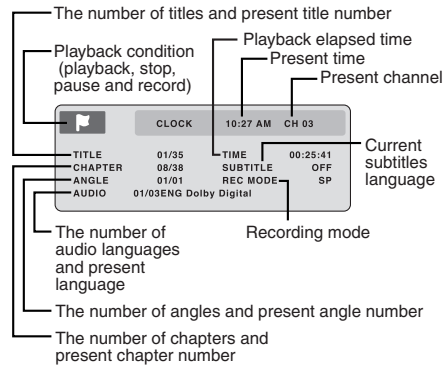 The number of titles and present title number
Playback condition
(playback, stop,
pause and record)
Playback elapsed time
Present time
Present channel
CLOCK 10:27 AM CH 03
TITLE 01/35 TIME 00:25:41
CHAPTER 08/38 SUBTITLE OFF
ANGLE 01/01 REC MODE SP
AUDIO 01/03ENG Dolby Digital
Current
subtitles
language
The number of
audio languages
and present
language
Recording mode
The number of angles and present angle number
The number of chapters and
present chapter number